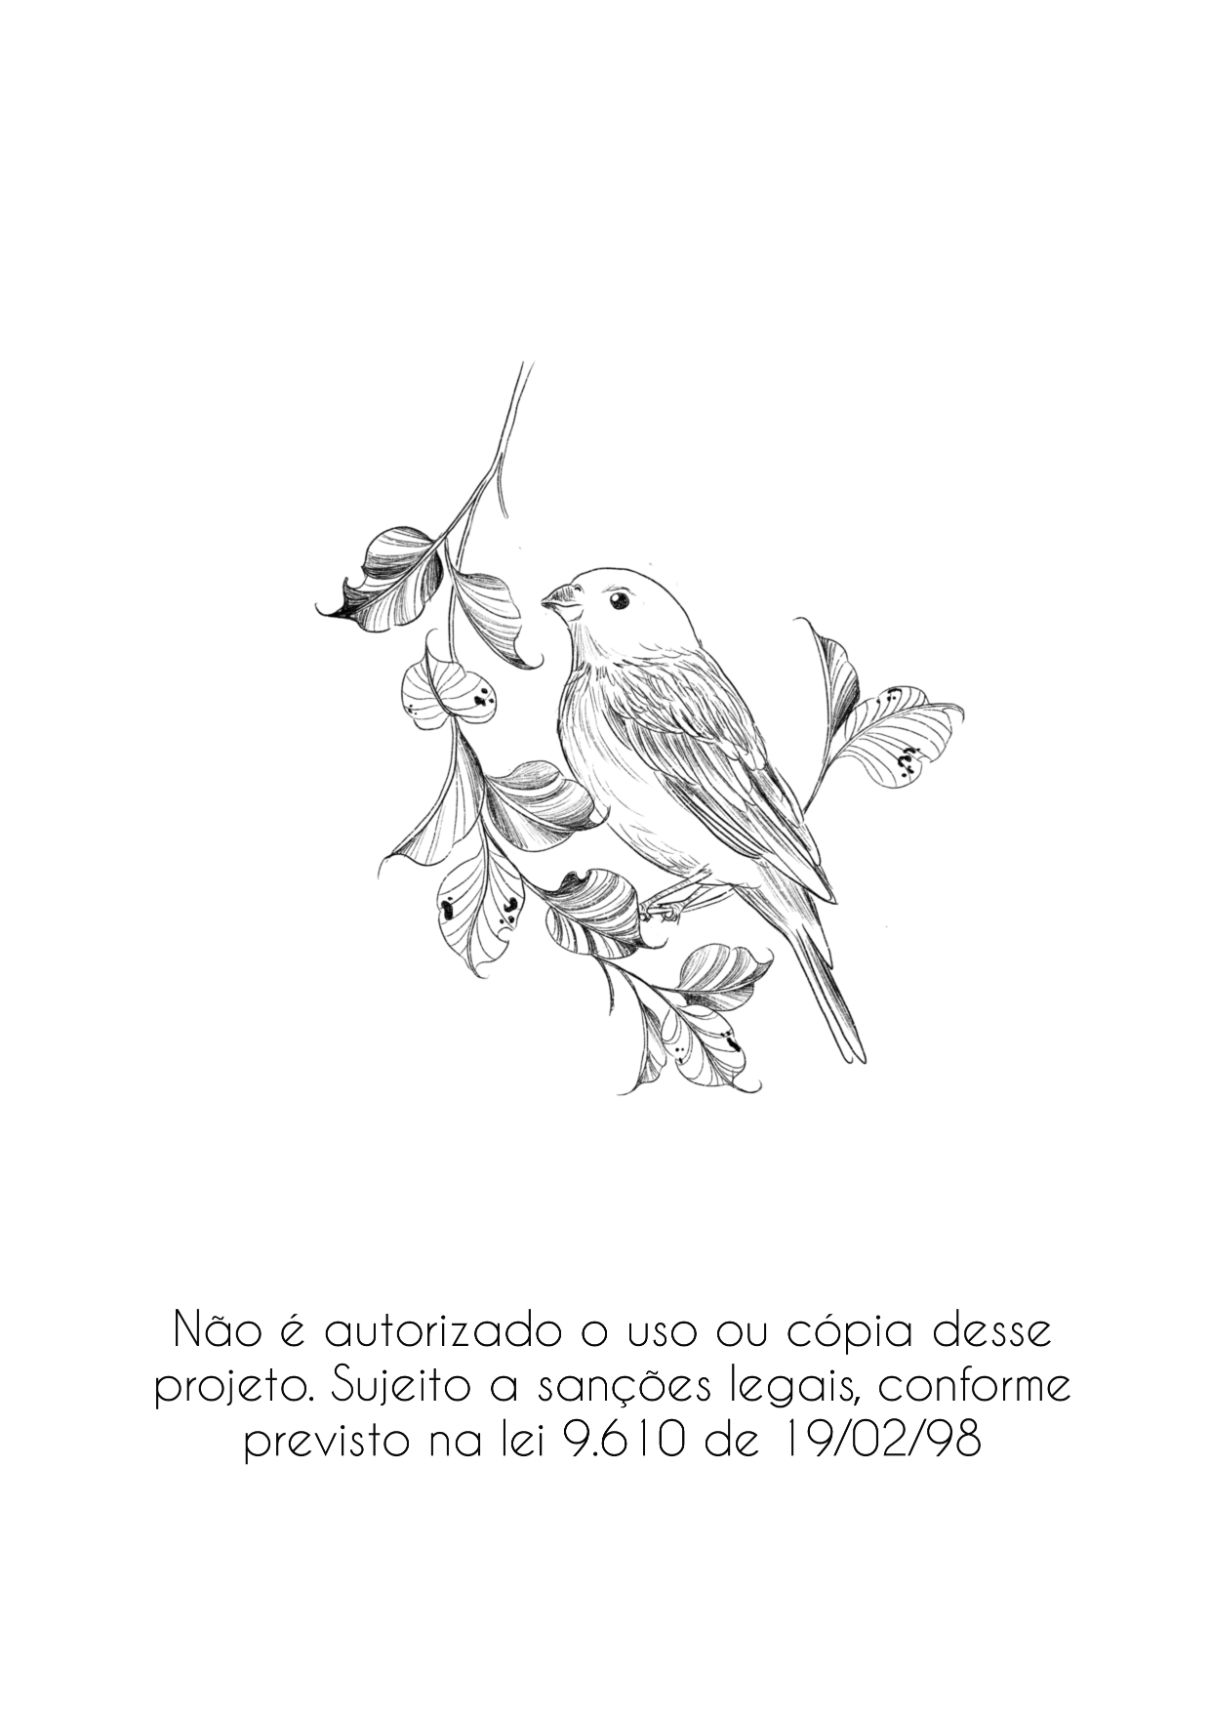 Não é autorizado o uso ou cópia desse
projeto. Sujeito a sanções legais, conforme
previsto na lei 9.610 de 19/02/98